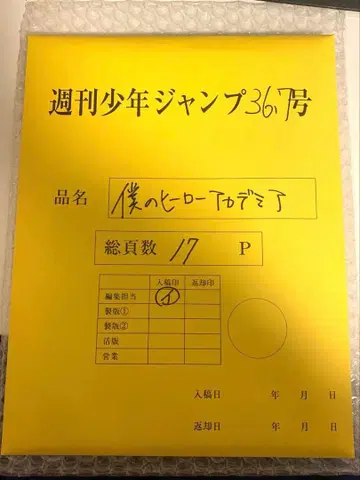 週刊少年ジャンプ36,7号
品名 僕のヒーローアカデミア
総頁数 17 P
入稿印 返却印
編集担当 イ
製版①
製版②
活版
営業
入稿日 年 月 日
返却日 年 月 日